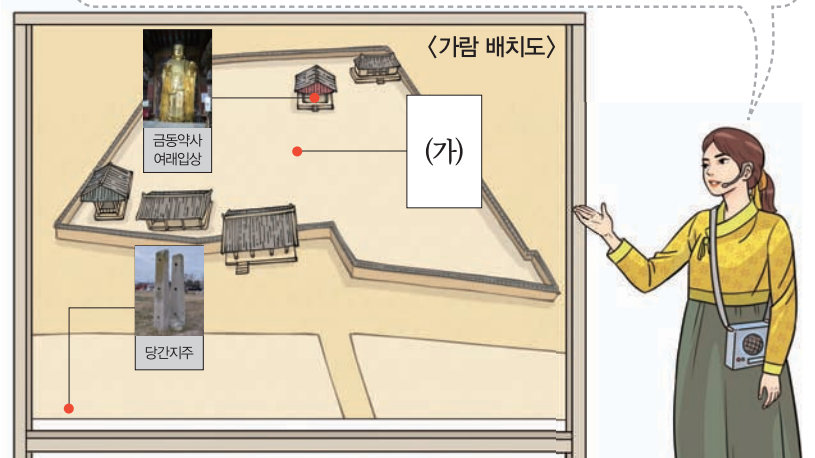 〈가람 배치도〉
금동약사
여래입상
(가)
당간지주